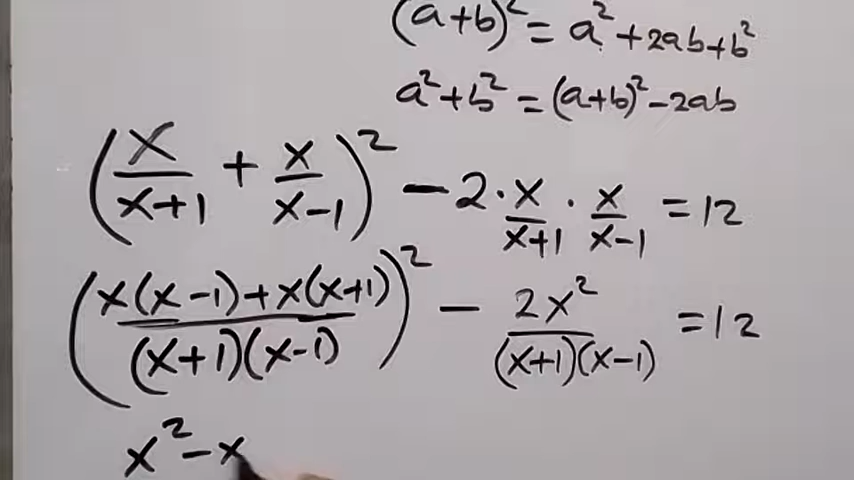 (a+b)² = a² + 2ab + b²
a² + b² = (a+b)² - 2ab
(x/(x+1) + x/(x-1))² - 2 · x/(x+1) · x/(x-1) = 12
((x(x-1) + x(x+1))/((x+1)(x-1)))² - 2x²/((x+1)(x-1)) = 12
x² - x